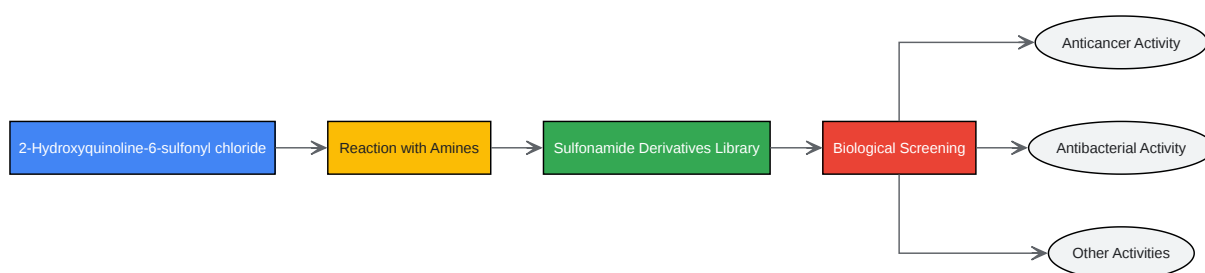 2-Hydroxyquinoline-6-sulfonyl chloride
Reaction with Amines
Sulfonamide Derivatives Library
Biological Screening
Anticancer Activity
Antibacterial Activity
Other Activities